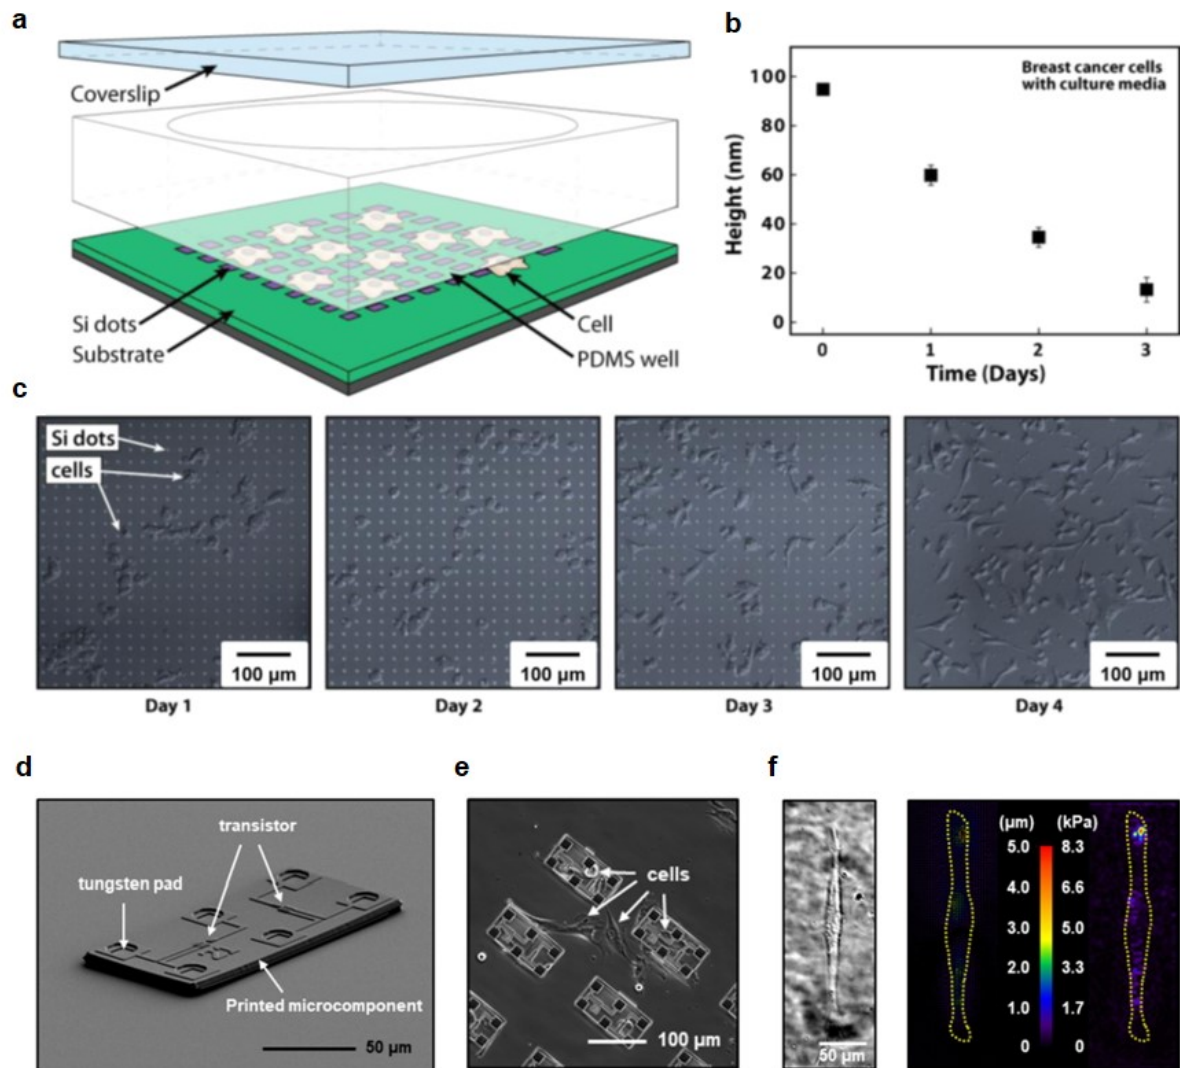 a
Coverslip
Si dots
Substrate
Cell
PDMS well
b
Breast cancer cells
with culture media
Height (nm)
100
80
60
40
20
0
0 1 2 3
Time (Days)
c
Si dots
cells
100 µm
Day 1
100 µm
Day 2
100 µm
Day 3
100 µm
Day 4
d
transistor
tungsten pad
Printed microcomponent
50 µm
e
cells
100 µm
f
50 µm
(µm) (kPa)
5.0 8.3
4.0 6.6
3.0 5.0
2.0 3.3
1.0 1.7
0 0